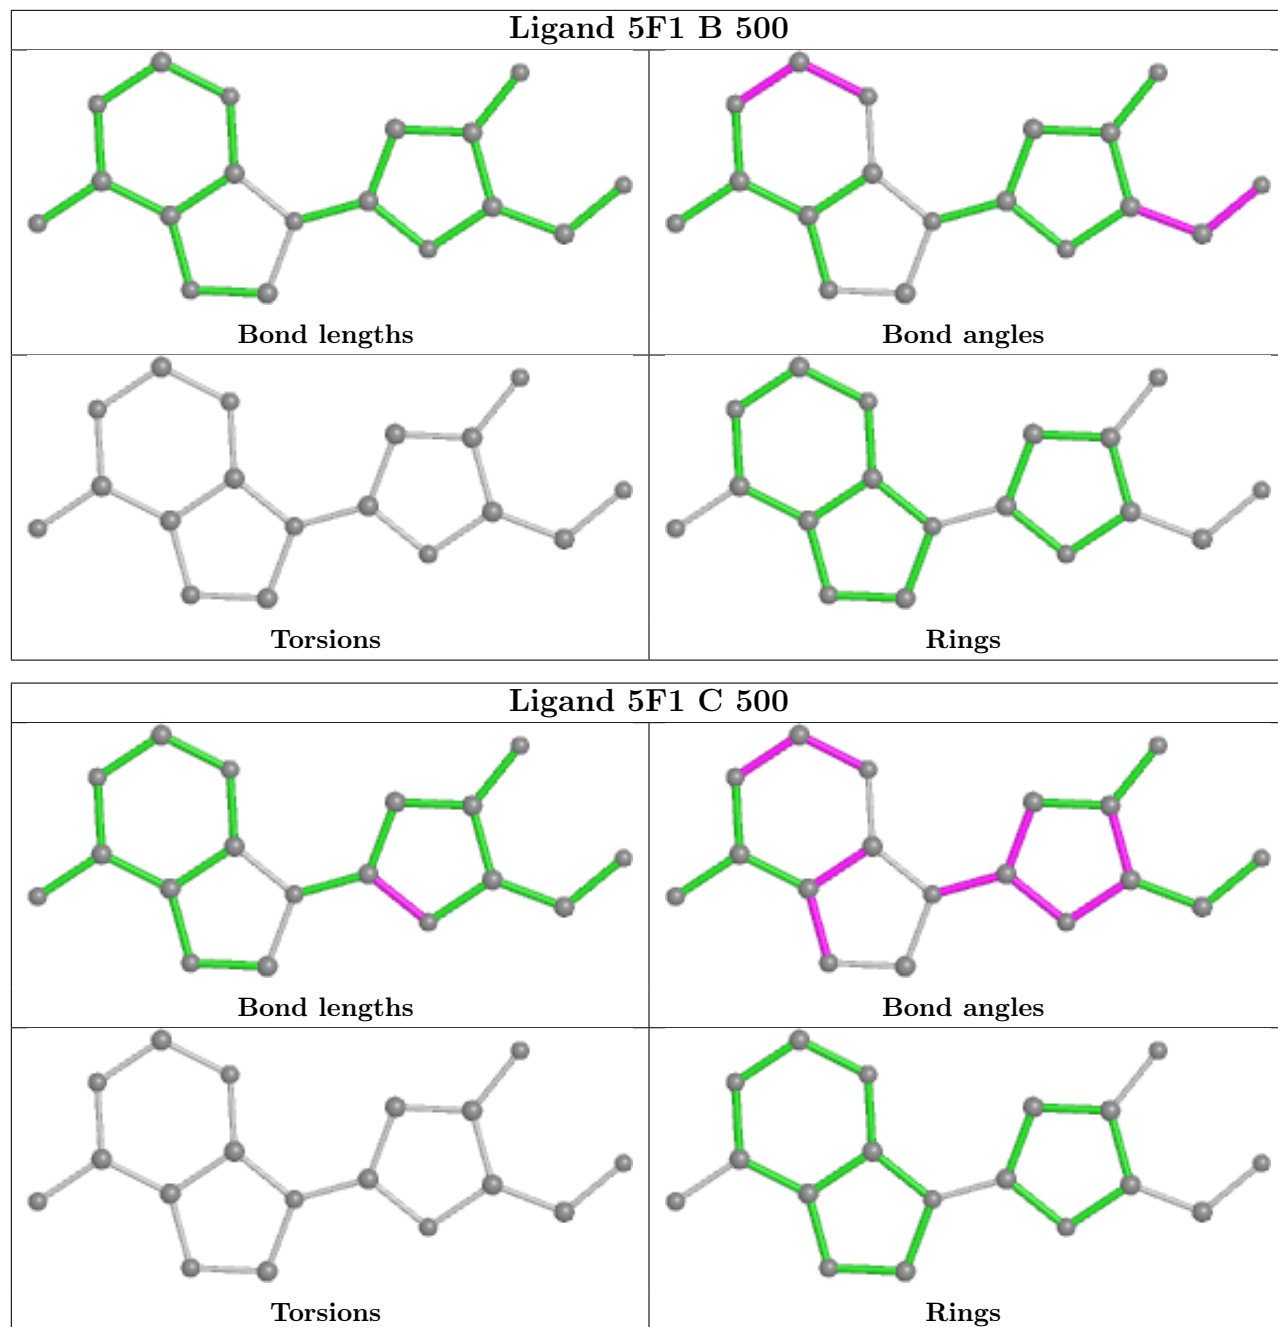 Ligand 5F1 B 500
Bond lengths
Bond angles
Torsions
Rings
Ligand 5F1 C 500
Bond lengths
Bond angles
Torsions
Rings